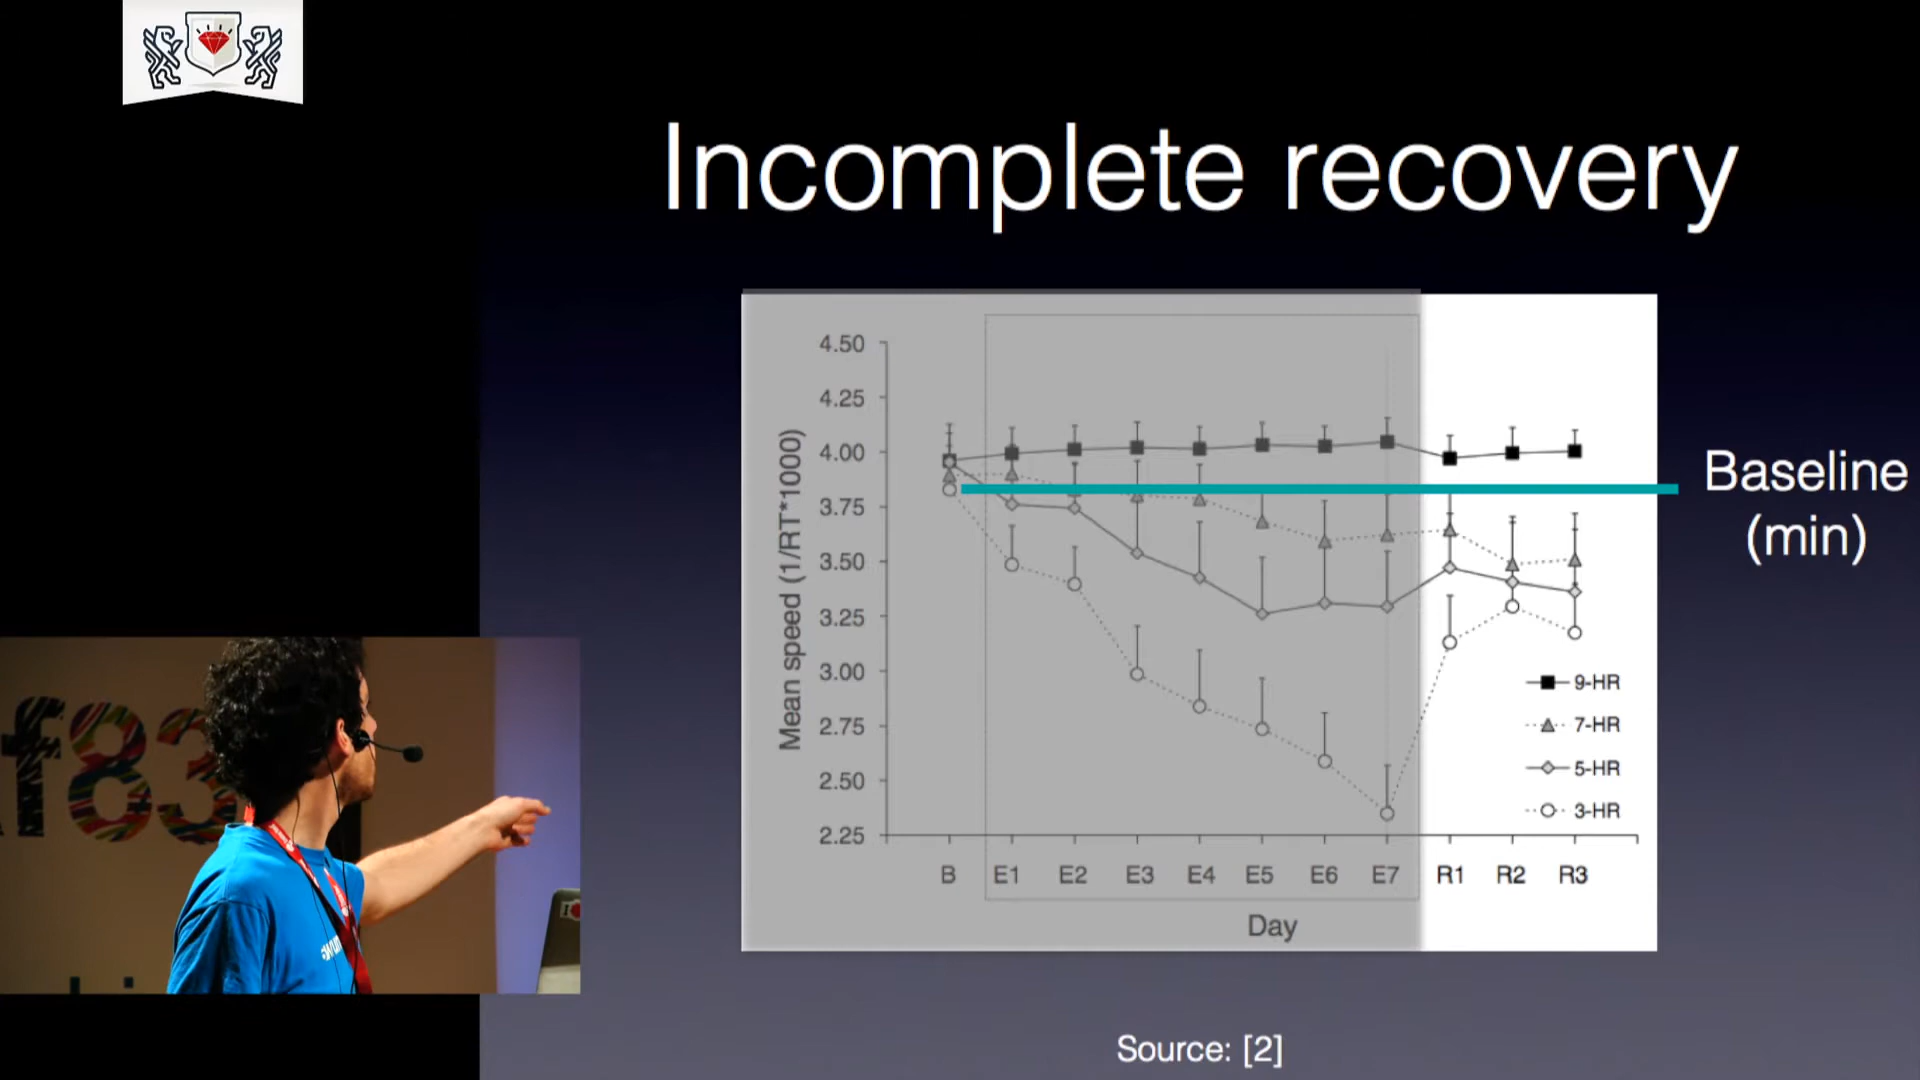 Incomplete recovery
4.50
4.25
4.00
3.75
3.50
3.25
3.00
2.75
2.50
2.25
Mean speed (1/RT*1000)
B E1 E2 E3 E4 E5 E6 E7 R1 R2 R3
Day
9-HR
7-HR
5-HR
3-HR
Baseline
(min)
Source: [2]
f83